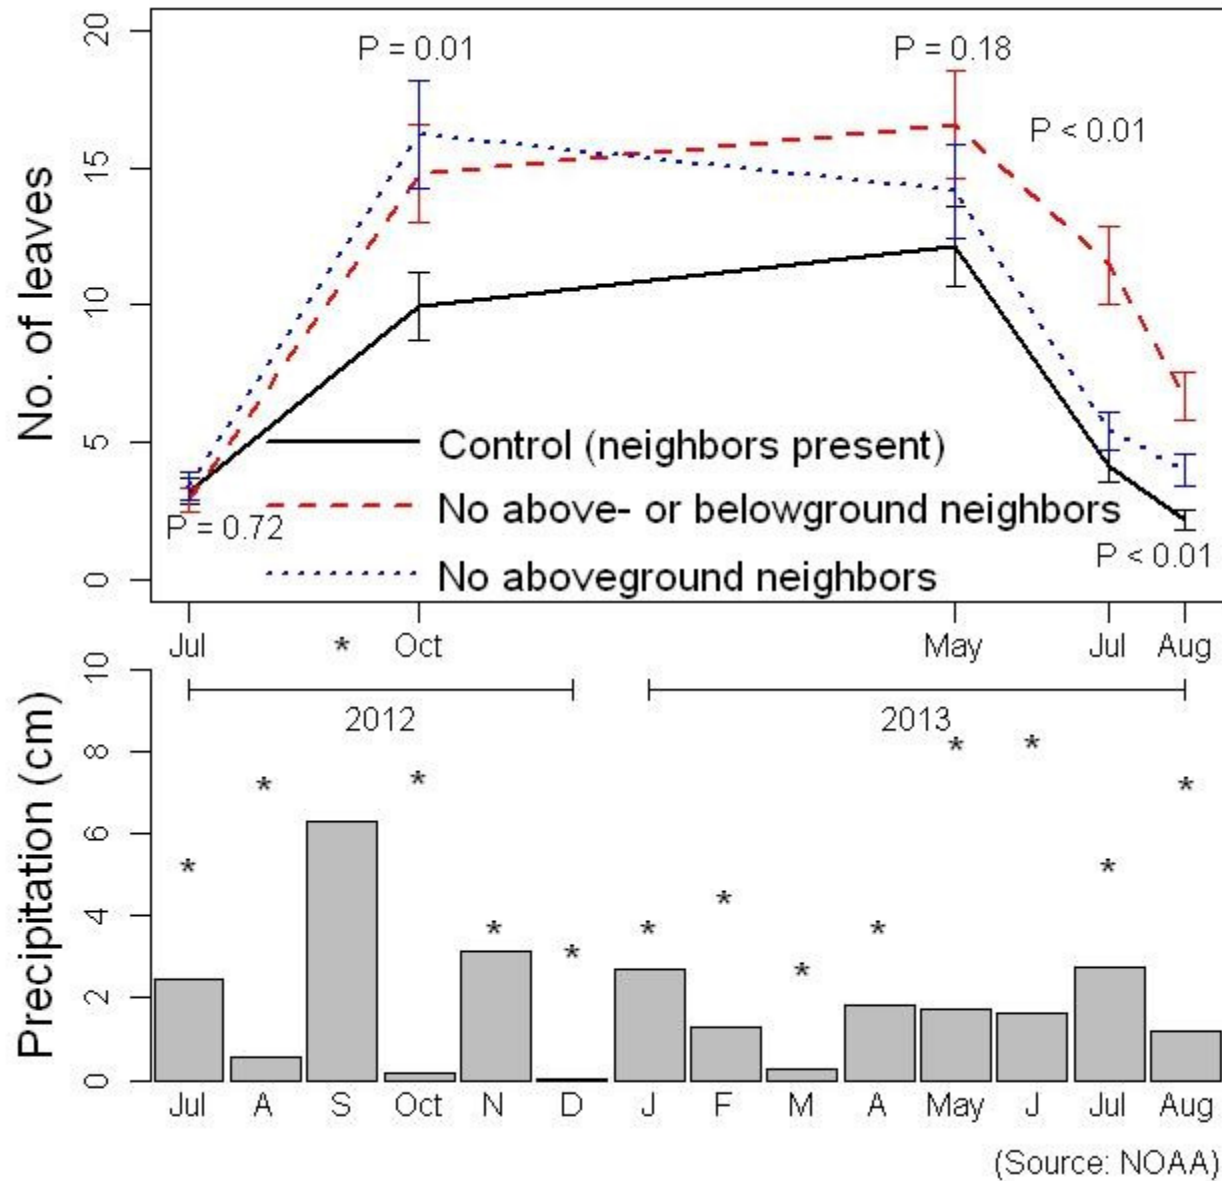 P = 0.01
P = 0.18
P < 0.01
P = 0.72
P < 0.01
No. of leaves
20
15
10
5
0
Control (neighbors present)
No above- or belowground neighbors
No aboveground neighbors
Jul * Oct May Jul Aug
2012 2013
Precipitation (cm)
10
8
6
4
2
0
* * * * * * * * * * * * *
Jul A S Oct N D J F M A May J Jul Aug
(Source: NOAA)